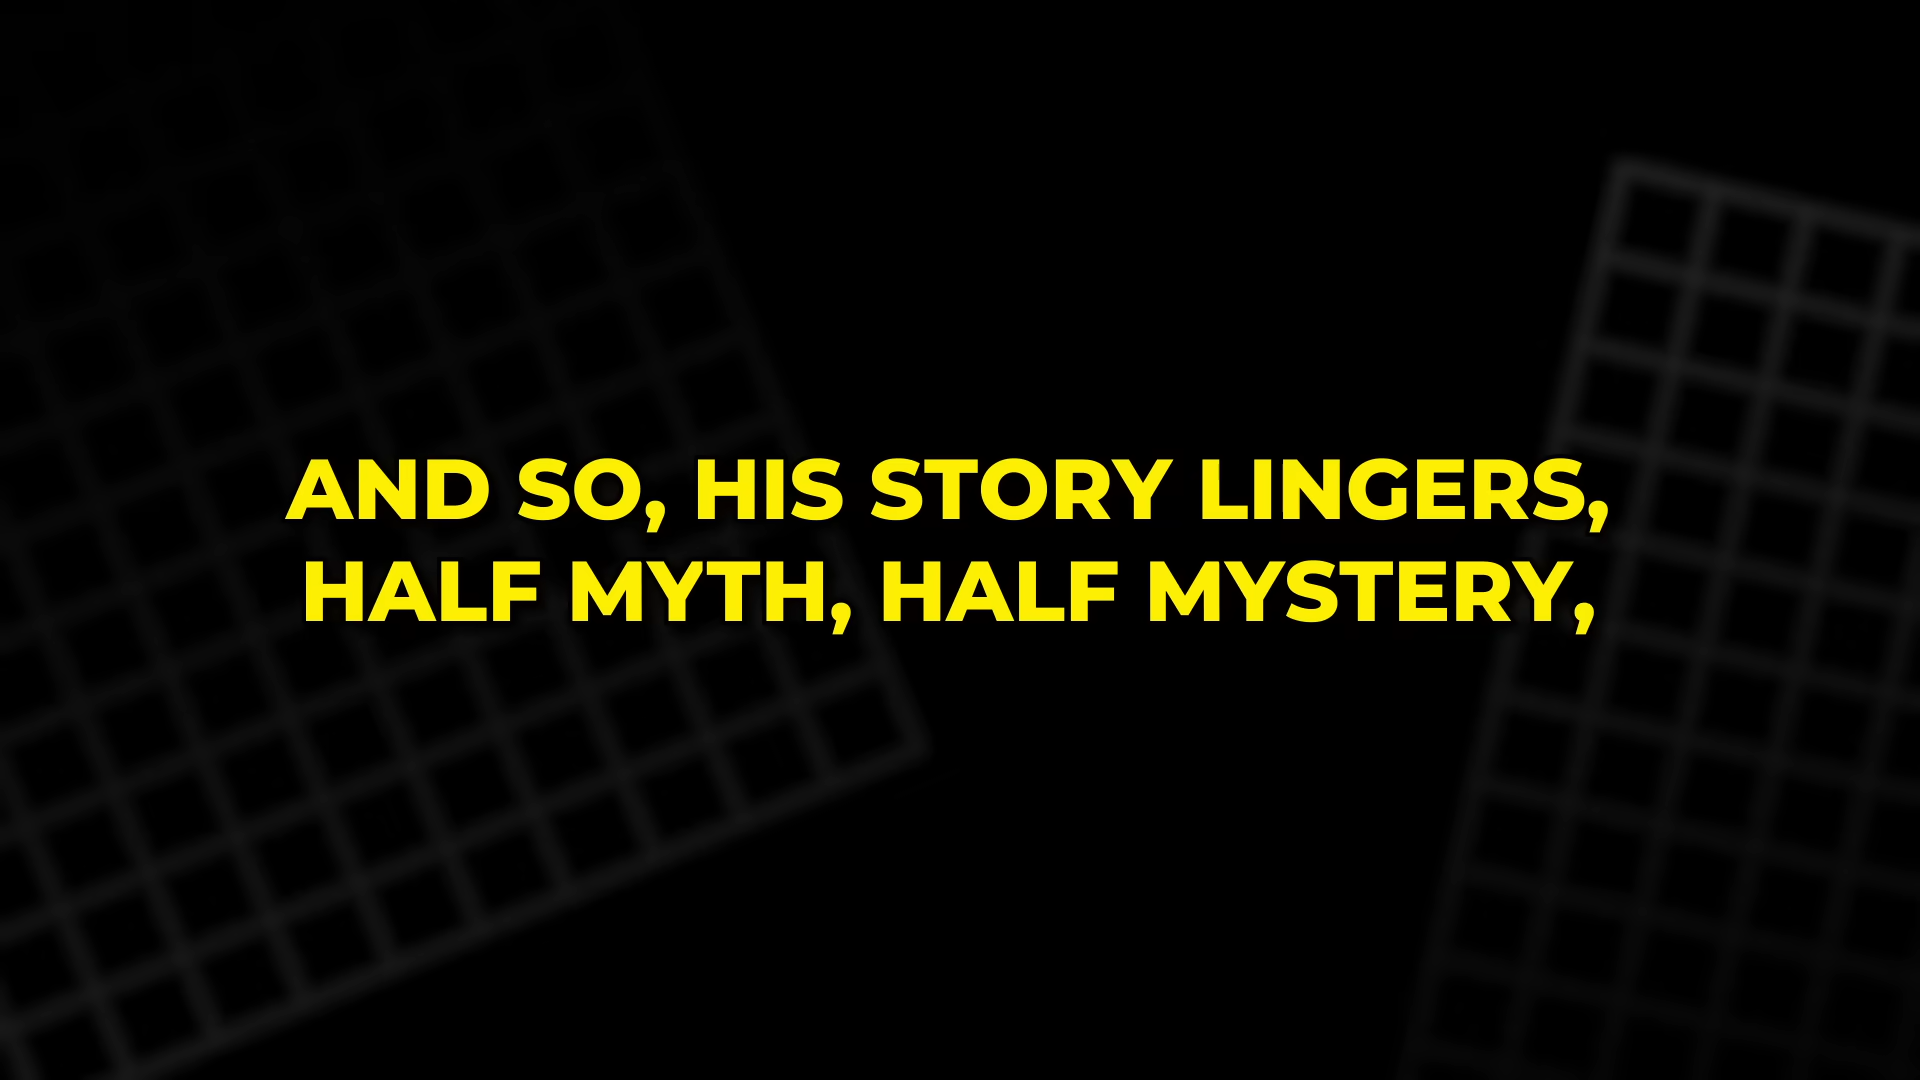 AND SO, HIS STORY LINGERS,
HALF MYTH, HALF MYSTERY,